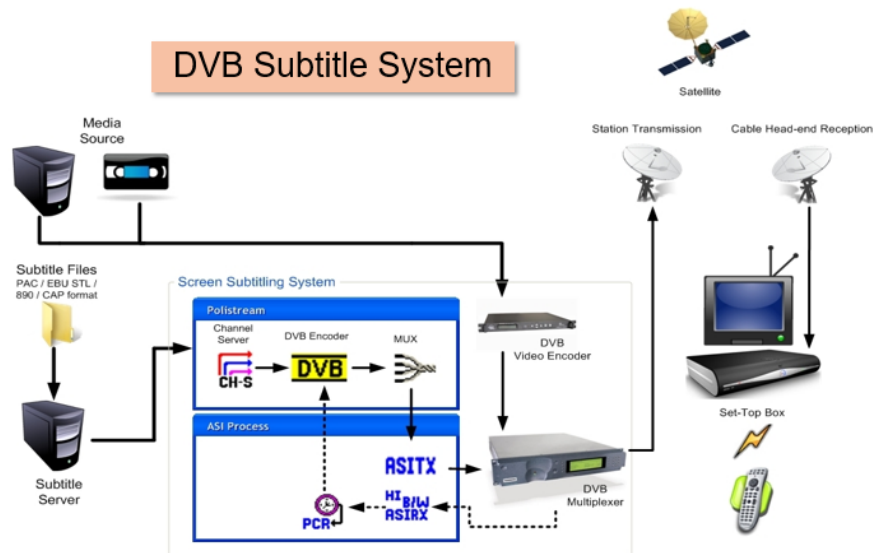 DVB Subtitle System
Satellite
Media
Source
Station Transmission
Cable Head-end Reception
Subtitle Files
PAC / EBU STL /
890 / CAP format
Screen Subtitling System
Polistream
Channel
Server
CH-S
DVB Encoder
DVB
MUX
DVB
Video Encoder
Set-Top Box
ASI Process
ASITX
HI B/W
ASIRX
PCR
DVB
Multiplexer
Subtitle
Server